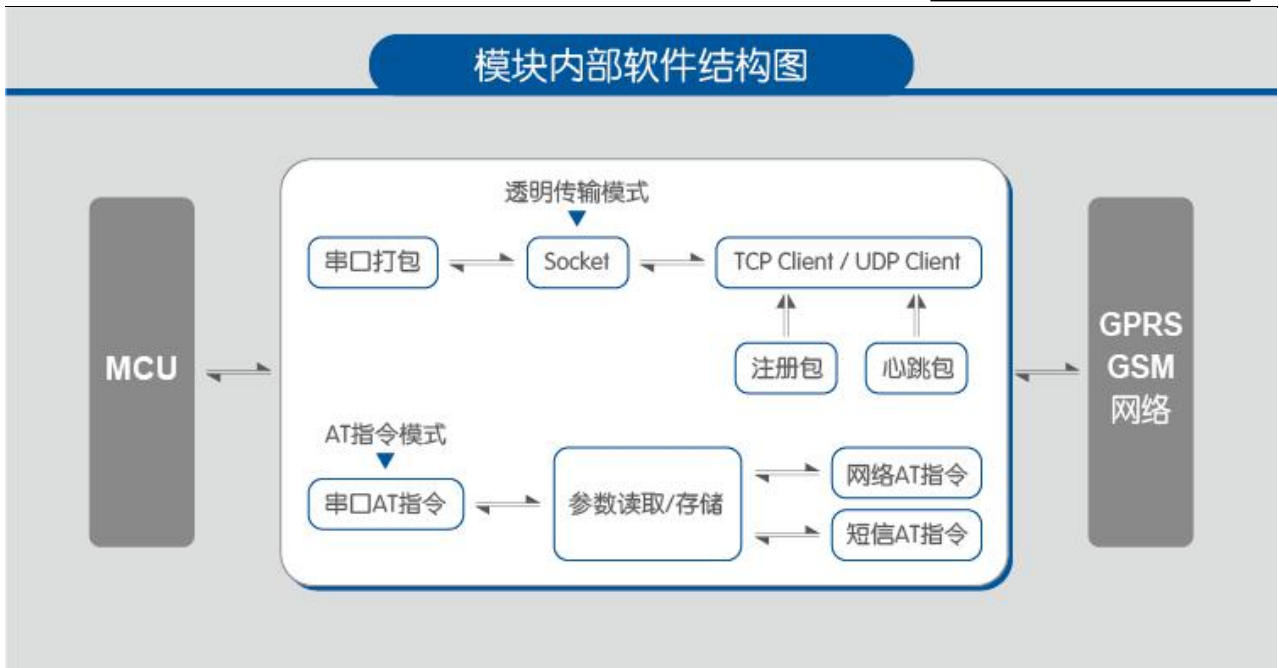 模块内部软件结构图
透明传输模式
串口打包
Socket
TCP Client / UDP Client
注册包
心跳包
MCU
GPRS
GSM
网络
AT指令模式
串口AT指令
参数读取/存储
网络AT指令
短信AT指令